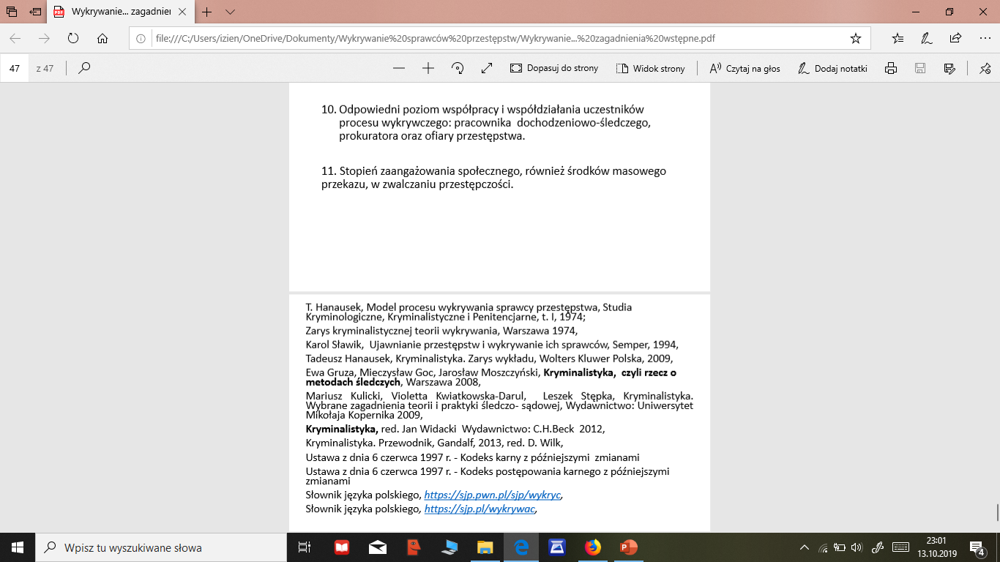 Wykrywanie... zagadnier
file:///C:/Users/izien/OneDrive/Dokumenty/Wykrywanie%20sprawców%20przestępstw/Wykrywanie...%20zagadnienia%20wstępne.pdf
47 z 47 Dopasuj do strony Widok strony Czytaj na głos Dodaj notatki
10. Odpowiedni poziom współpracy i współdziałania uczestników
procesu wykrywczego: pracownika dochodzeniowo-śledczego,
prokuratora oraz ofiary przestępstwa.
11. Stopień zaangażowania społecznego, również środków masowego
przekazu, w zwalczaniu przestępczości.
T. Hanausek, Model procesu wykrywania sprawcy przestępstwa, Studia
Kryminologiczne, Kryminalistyczne i Penitencjarne, t. I, 1974;
Zarys kryminalistycznej teorii wykrywania, Warszawa 1974,
Karol Sławik, Ujawnianie przestępstw i wykrywanie ich sprawców, Semper, 1994,
Tadeusz Hanausek, Kryminalistyka. Zarys wykładu, Wolters Kluwer Polska, 2009,
Ewa Gruza, Mieczysław Goc, Jarosław Moszczyński, Kryminalistyka, czyli rzecz o
metodach śledczych, Warszawa 2008,
Mariusz Kulicki, Violetta Kwiatkowska-Darul, Leszek Stępka, Kryminalistyka.
Wybrane zagadnienia teorii i praktyki śledczo- sądowej, Wydawnictwo: Uniwersytet
Mikołaja Kopernika 2009,
Kryminalistyka, red. Jan Widacki Wydawnictwo: C.H.Beck 2012,
Kryminalistyka. Przewodnik, Gandalf, 2013, red. D. Wilk,
Ustawa z dnia 6 czerwca 1997 r. - Kodeks karny z późniejszymi zmianami
Ustawa z dnia 6 czerwca 1997 r. - Kodeks postępowania karnego z późniejszymi
zmianami
Słownik języka polskiego, https://sjp.pwn.pl/sjp/wykryc,
Słownik języka polskiego, https://sjp.pl/wykrywac,
Wpisz tu wyszukiwane słowa
23:01
13.10.2019
4